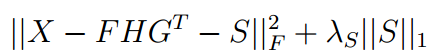 ||X − FHG^T − S||_F^2 + λ_S||S||_1